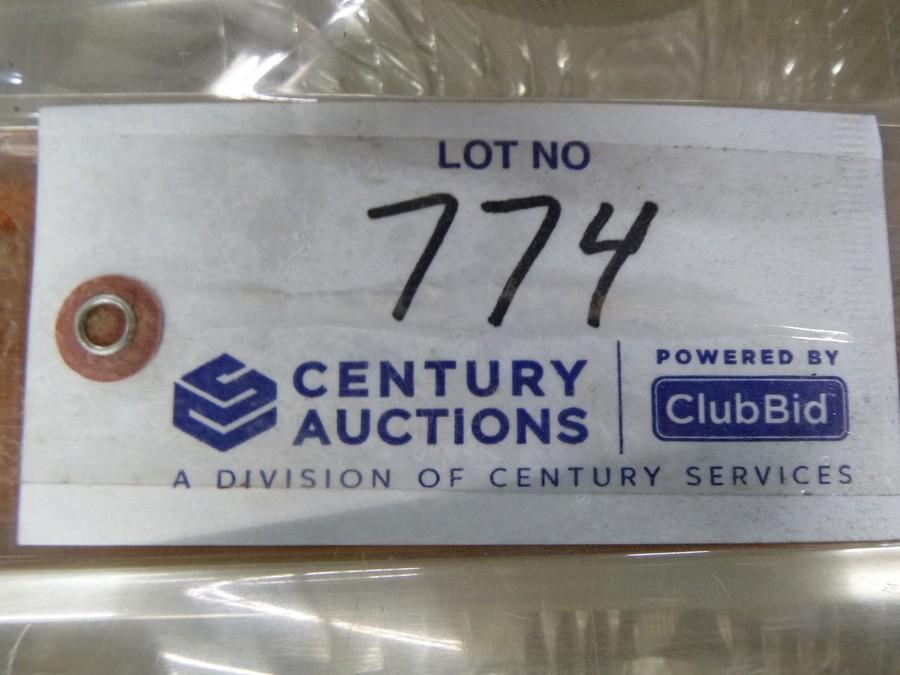 LOT NO
774
CENTURY
AUCTIONS
POWERED BY
ClubBid
A DIVISION OF CENTURY SERVICES